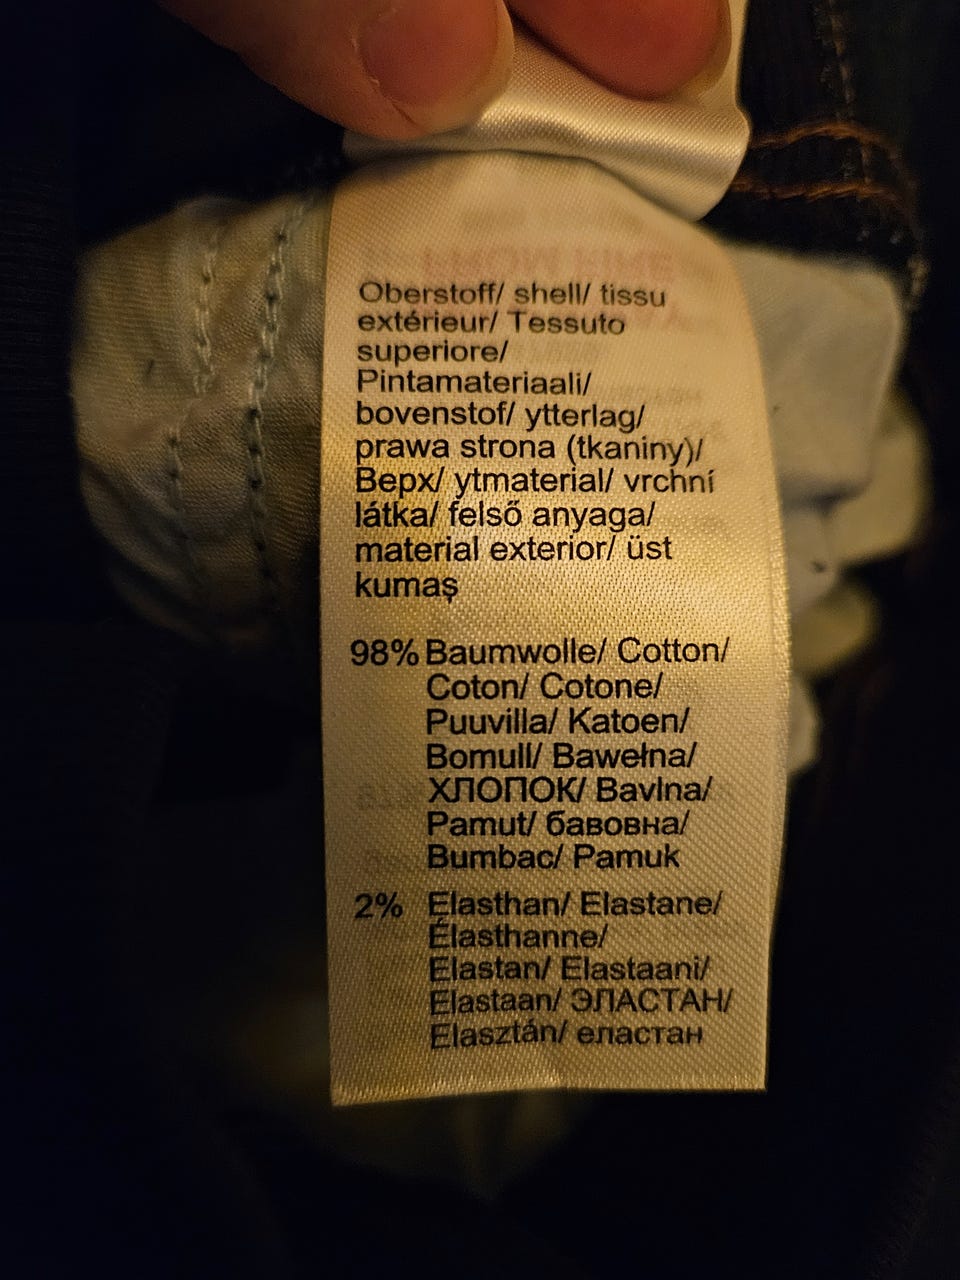 Oberstoff/ shell/ tissu
extérieur/ Tessuto
superiore/
Pintamateriaali/
bovenstof/ ytterlag/
prawa strona (tkaniny)/
Верх/ ytmaterial/ vrchní
látka/ felső anyaga/
material exterior/ üst
kumaş
98% Baumwolle/ Cotton/
Coton/ Cotone/
Puuvilla/ Katoen/
Bomull/ Bawełna/
ХЛОПОК/ Bavlna/
Pamut/ бавовна/
Bumbac/ Pamuk
2% Elasthan/ Elastane/
Élasthanne/
Elastan/ Elastaani/
Elastaan/ ЭЛАСТАН/
Elasztán/ еластан